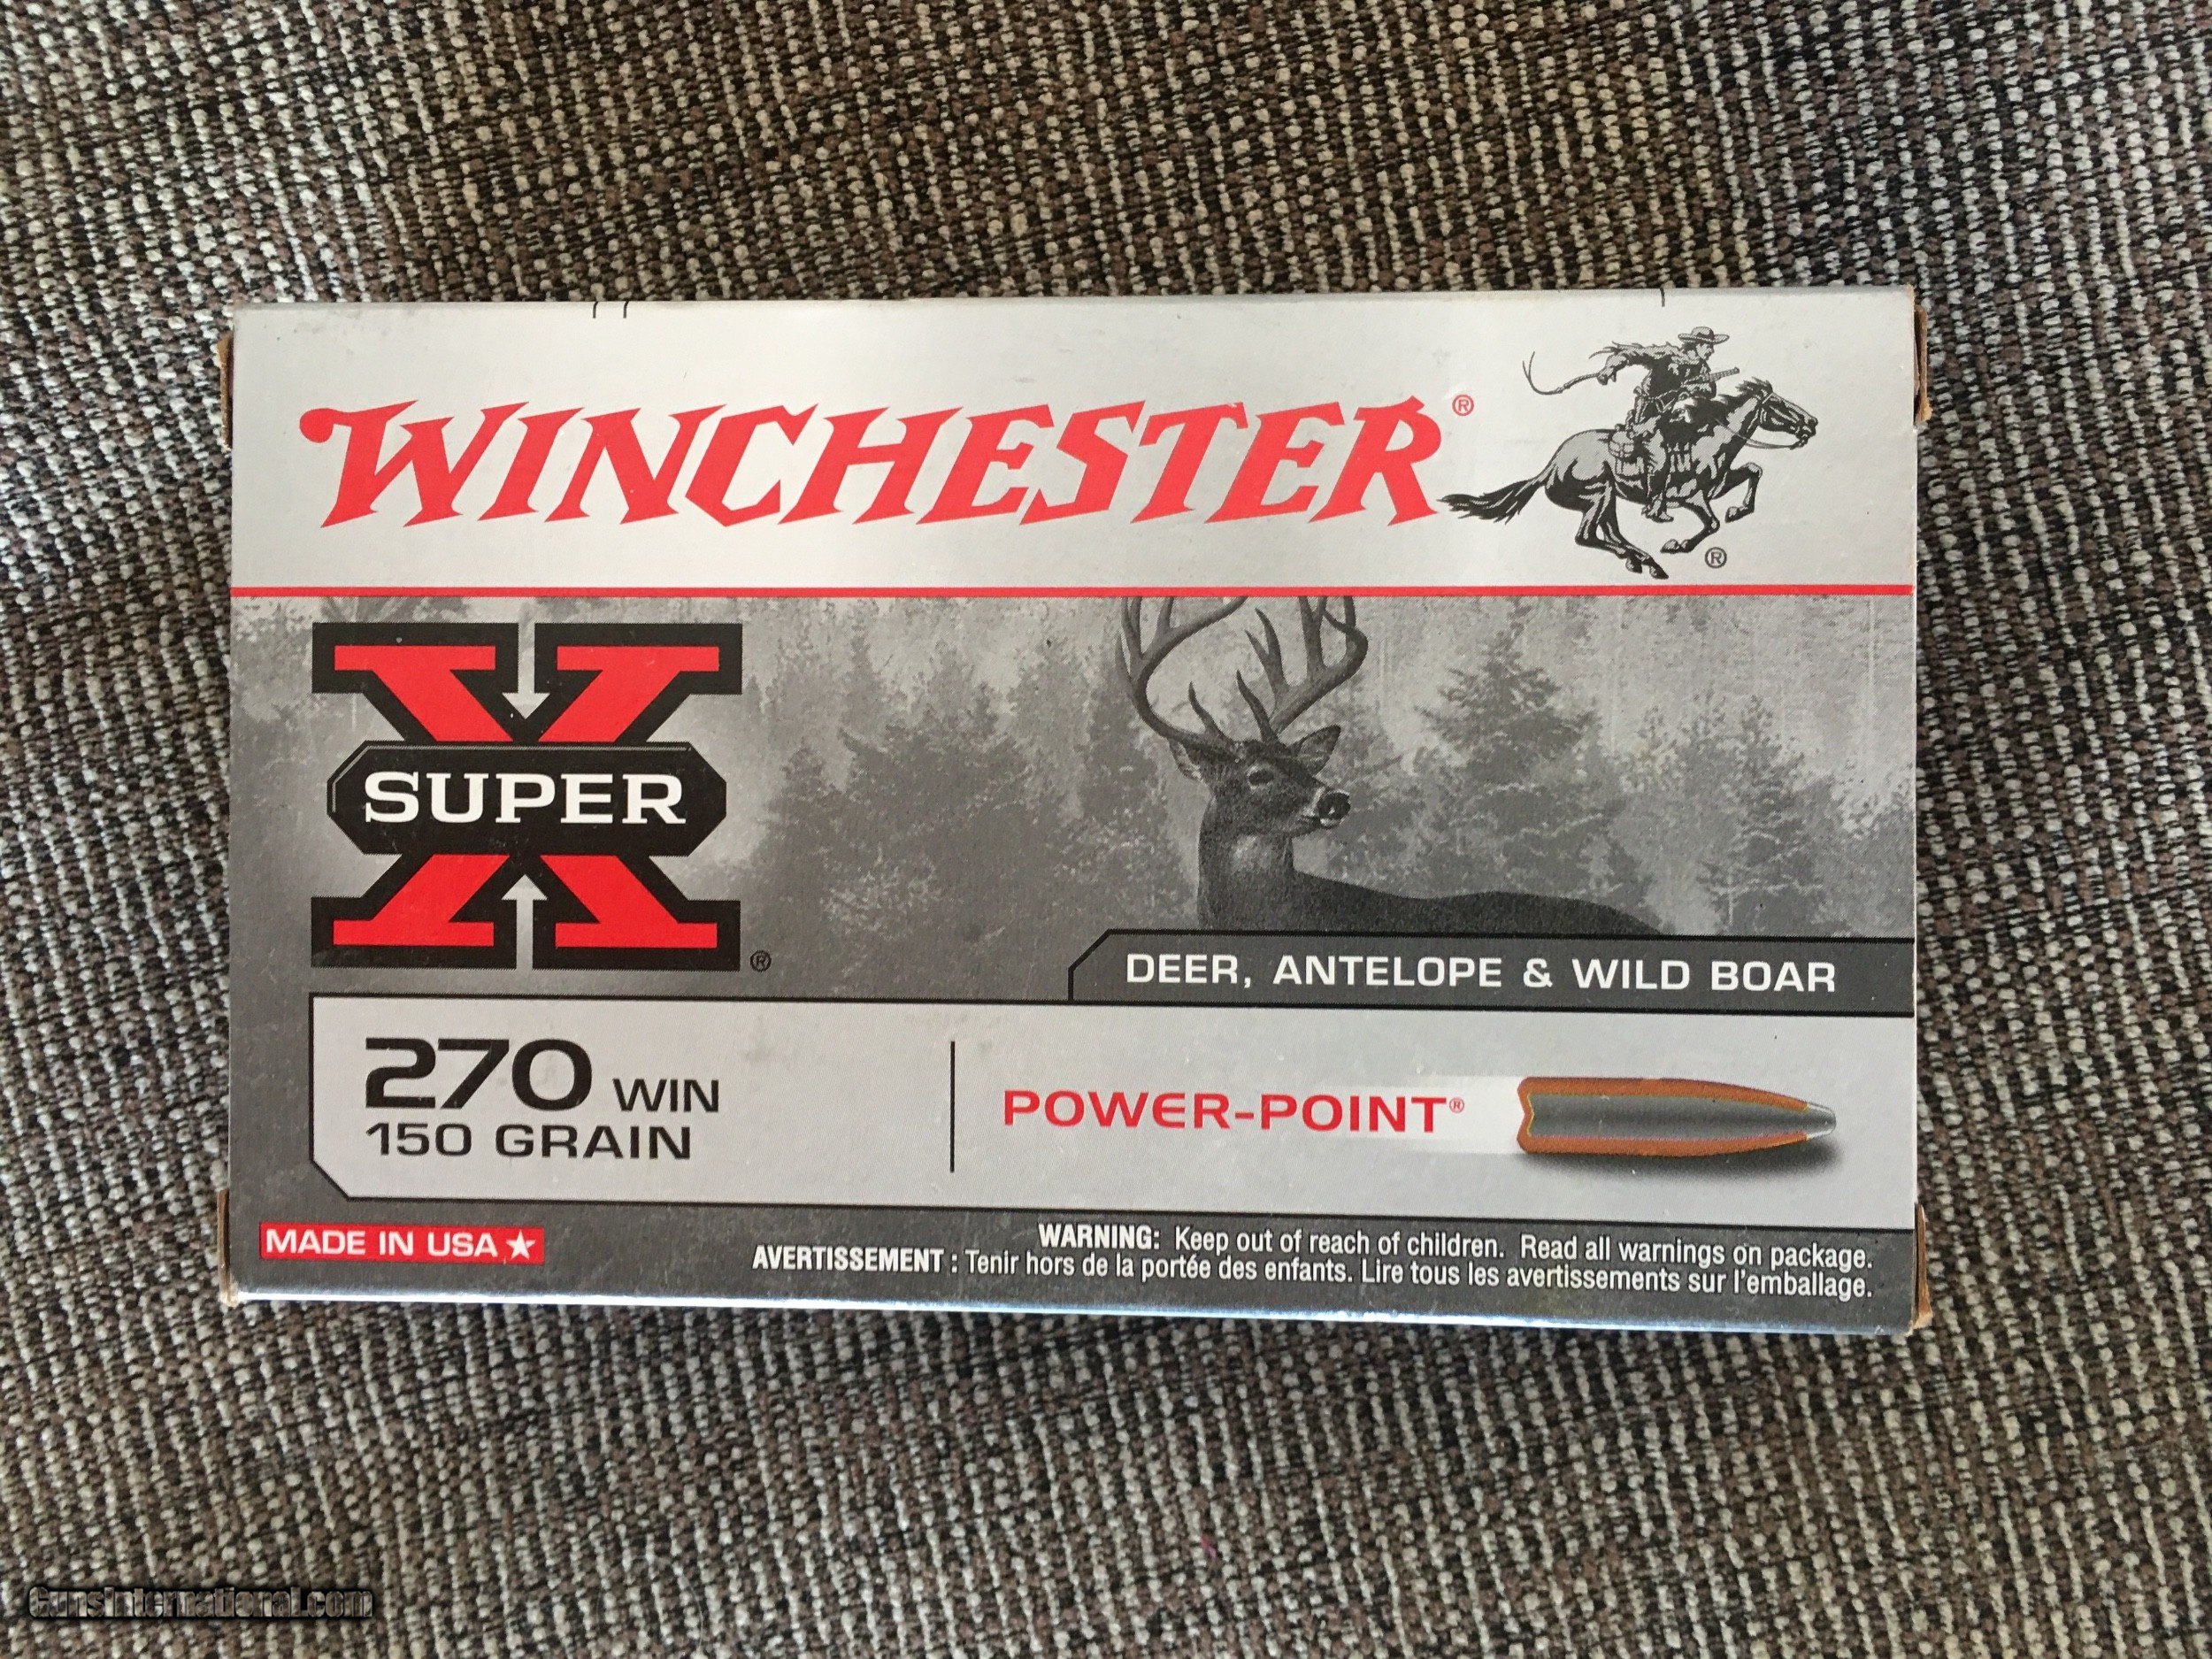 WINCHESTER®
®
X
SUPER
®
DEER, ANTELOPE & WILD BOAR
270 WIN
150 GRAIN
POWER-POINT®
MADE IN USA ★
WARNING: Keep out of reach of children. Read all warnings on package.
AVERTISSEMENT : Tenir hors de la portée des enfants. Lire tous les avertissements sur l'emballage.
GunsInternational.com